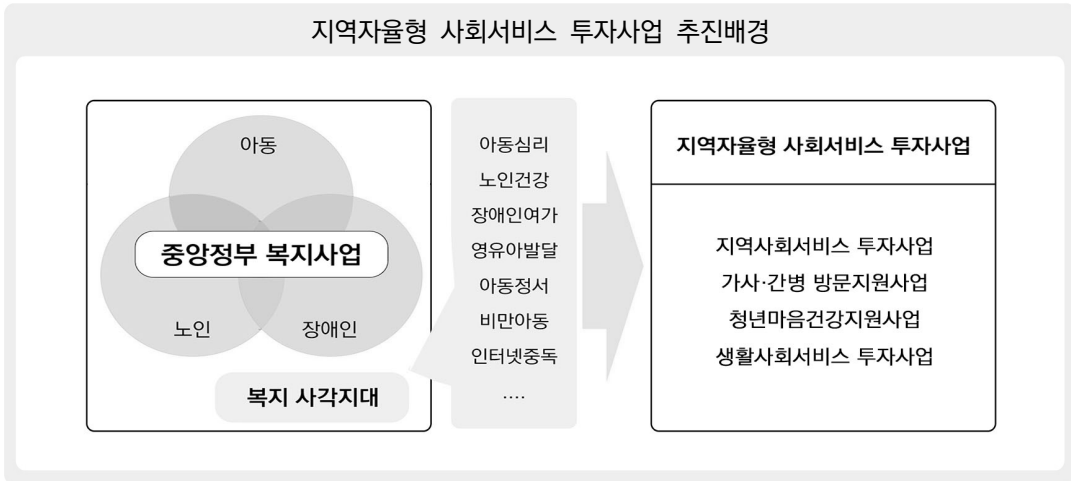 지역자율형 사회서비스 투자사업 추진배경
아동
중앙정부 복지사업
노인
장애인
복지 사각지대
아동심리
노인건강
장애인여가
영유아발달
아동정서
비만아동
인터넷중독
....
지역자율형 사회서비스 투자사업
지역사회서비스 투자사업
가사·간병 방문지원사업
청년마음건강지원사업
생활사회서비스 투자사업